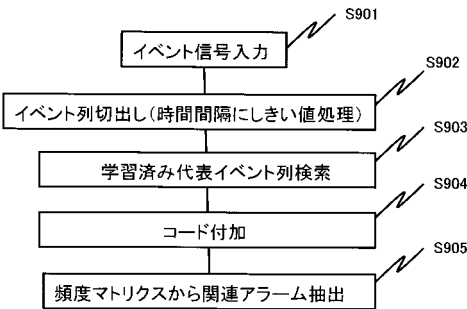 S901
イベント信号入力
S902
イベント列切出し(時間間隔にしきい値処理)
S903
学習済み代表イベント列検索
S904
コード付加
S905
頻度マトリクスから関連アラーム抽出